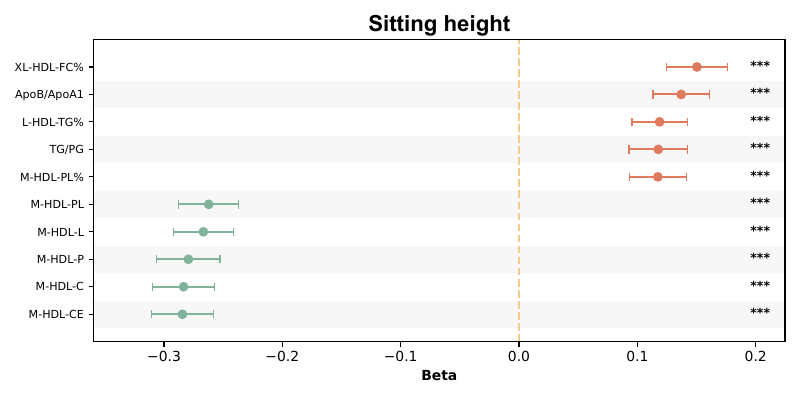 Sitting height
XL-HDL-FC% ***
ApoB/ApoA1 ***
L-HDL-TG% ***
TG/PG ***
M-HDL-PL% ***
M-HDL-PL ***
M-HDL-L ***
M-HDL-P ***
M-HDL-C ***
M-HDL-CE ***
−0.3 −0.2 −0.1 0.0 0.1 0.2
Beta